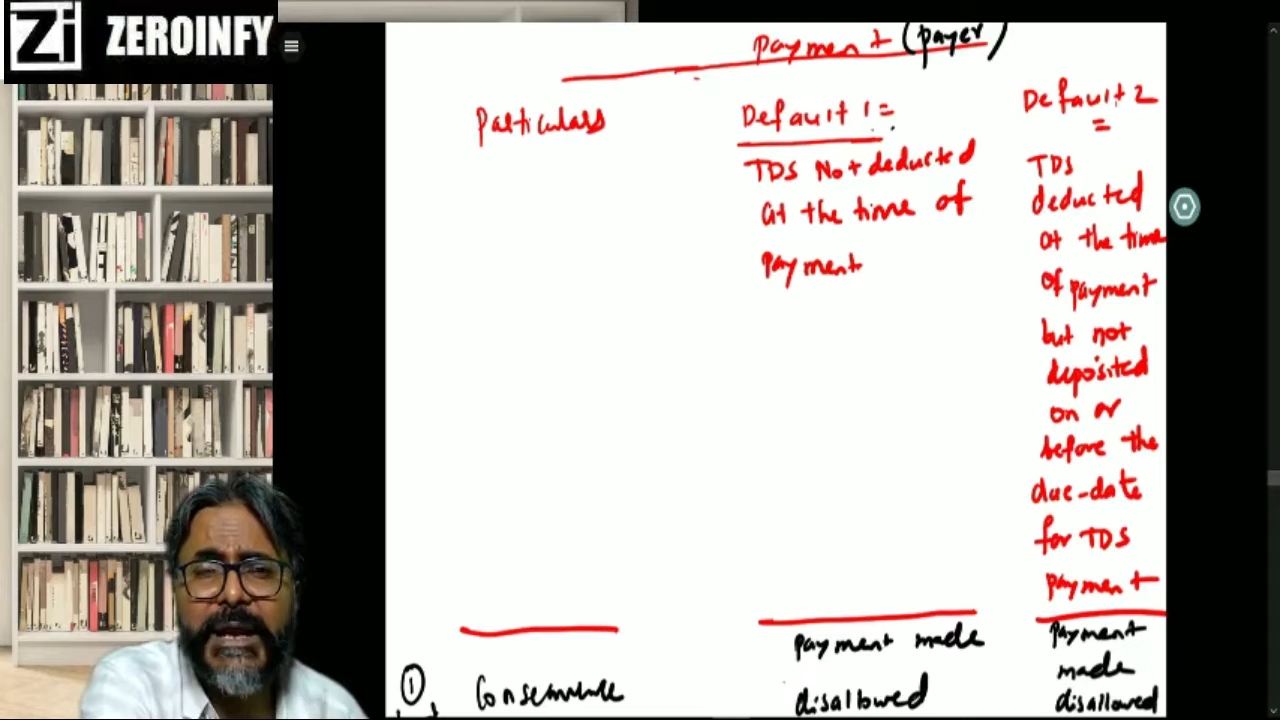 Zi ZEROINFY
payment (payer)
Particulars
Default 1 =
TDS Not deducted
at the time of
payment
Default 2
=
TDS
deducted
at the time
of payment
but not
deposited
on or
before the
due-date
for TDS
payment
① Consequence
payment made
disallowed
payment
made
disallowed